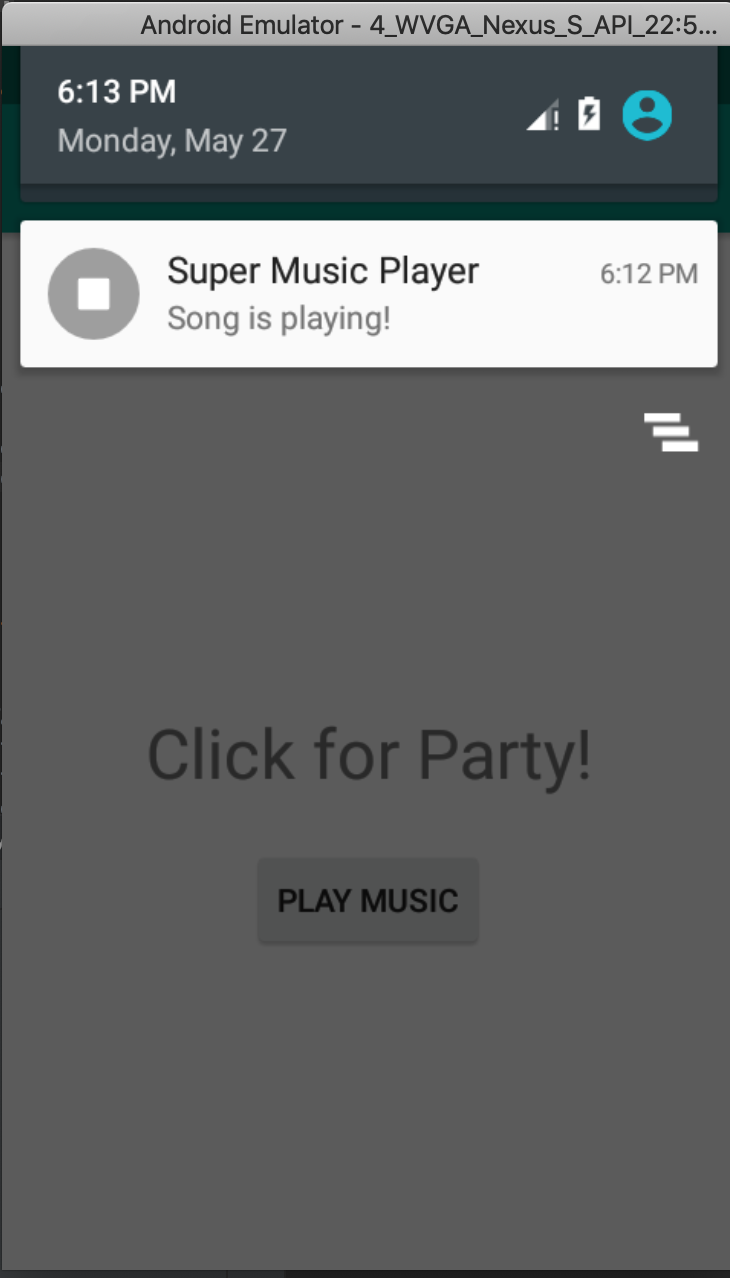 Android Emulator - 4_WVGA_Nexus_S_API_22:5...
6:13 PM
Monday, May 27
Super Music Player
6:12 PM
Song is playing!
Click for Party!
PLAY MUSIC